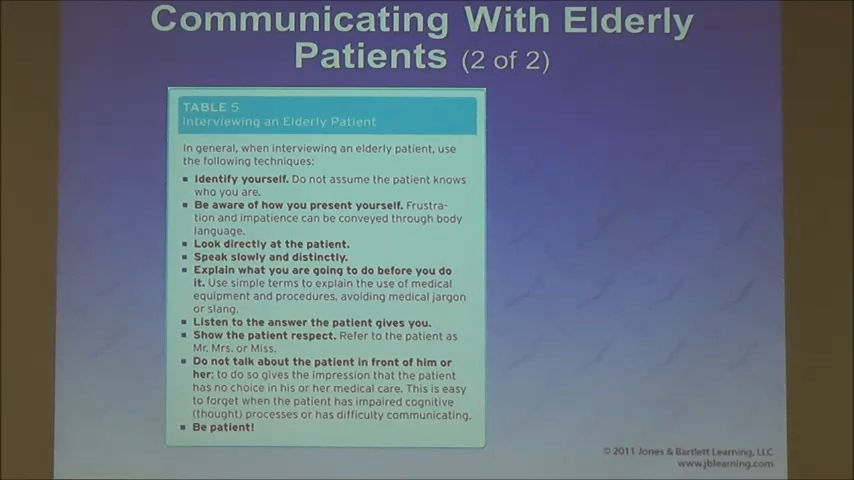 Communicating With Elderly
Patients (2 of 2)
TABLE 5
Interviewing an Elderly Patient
In general, when interviewing an elderly patient, use
the following techniques:
▪ Identify yourself. Do not assume the patient knows
who you are.
▪ Be aware of how you present yourself. Frustra-
tion and impatience can be conveyed through body
language.
▪ Look directly at the patient.
▪ Speak slowly and distinctly.
▪ Explain what you are going to do before you do
it. Use simple terms to explain the use of medical
equipment and procedures, avoiding medical jargon
or slang.
▪ Listen to the answer the patient gives you.
▪ Show the patient respect. Refer to the patient as
Mr. Mrs. or Miss.
▪ Do not talk about the patient in front of him or
her; to do so gives the impression that the patient
has no choice in his or her medical care. This is easy
to forget when the patient has impaired cognitive
(thought) processes or has difficulty communicating.
▪ Be patient!
© 2011 Jones & Bartlett Learning, LLC
www.jblearning.com